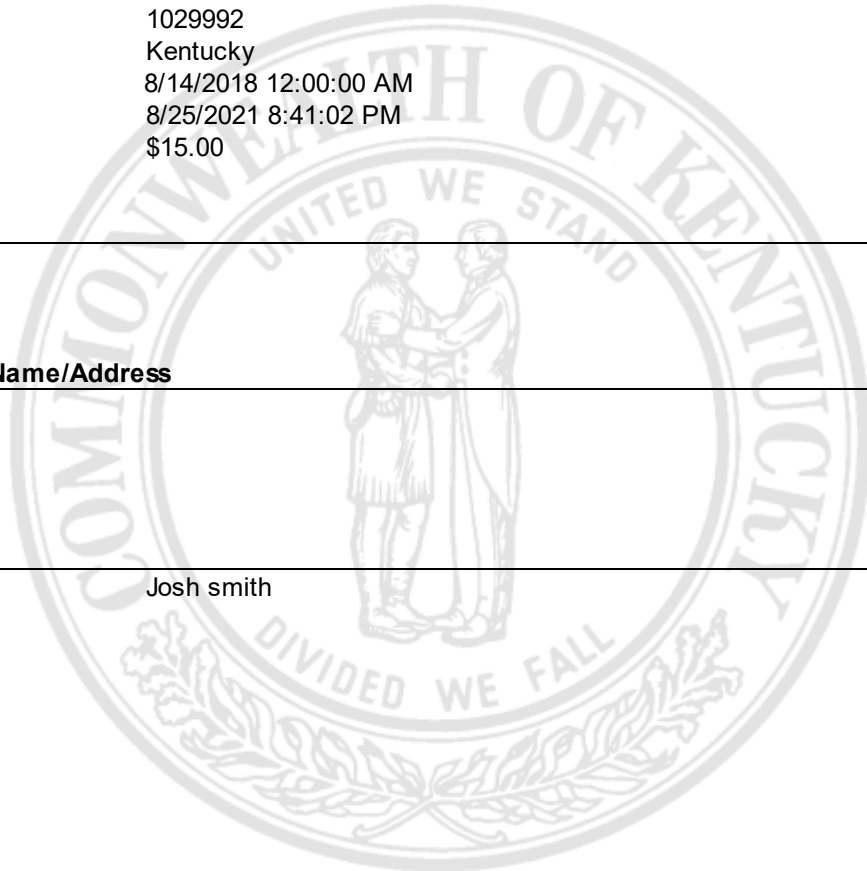 1029992
Kentucky
8/14/2018 12:00:00 AM
8/25/2021 8:41:02 PM
$15.00
COMMONWEALTH OF KENTUCKY
UNITED WE STAND
Name/Address
Josh smith
DIVIDED WE FALL